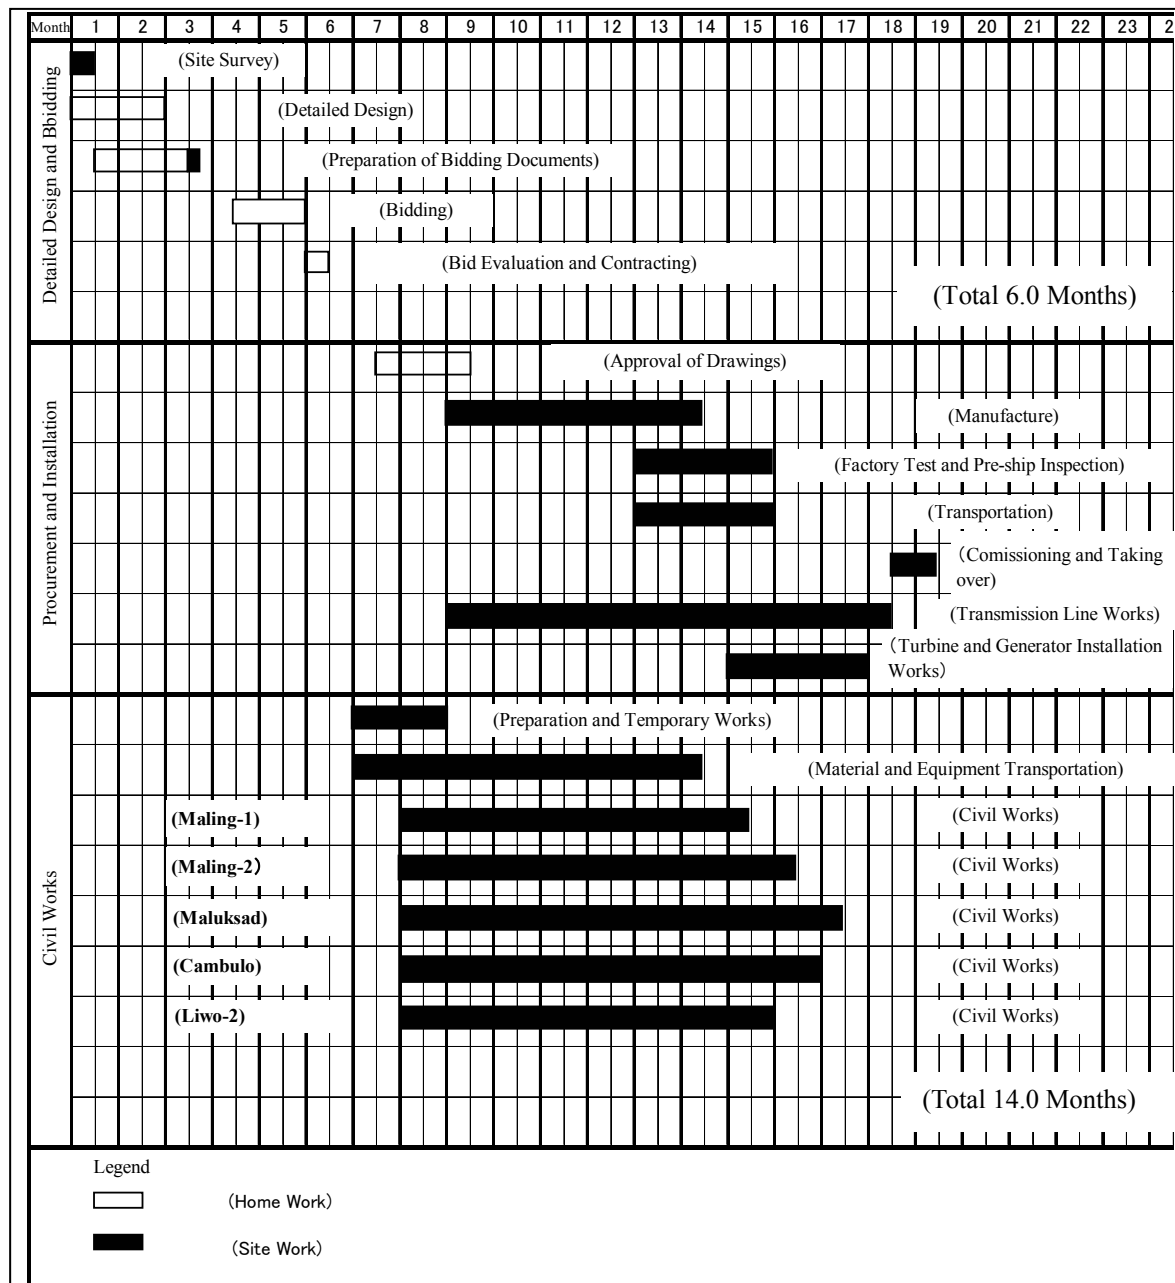 Month 1 2 3 4 5 6 7 8 9 10 11 12 13 14 15 16 17 18 19 20 21 22 23 2
Detailed Design and Bbidding
(Site Survey)
(Detailed Design)
(Preparation of Bidding Documents)
(Bidding)
(Bid Evaluation and Contracting)
(Total 6.0 Months)
Procurement and Installation
(Approval of Drawings)
(Manufacture)
(Factory Test and Pre-ship Inspection)
(Transportation)
（Comissioning and Taking
over)
(Transmission Line Works)
（Turbine and Generator Installation
Works）
Civil Works
(Preparation and Temporary Works)
(Material and Equipment Transportation)
(Maling-1) (Civil Works)
(Maling-2） (Civil Works)
(Maluksad) (Civil Works)
(Cambulo) (Civil Works)
(Liwo-2) (Civil Works)
(Total 14.0 Months)
Legend
(Home Work)
(Site Work)